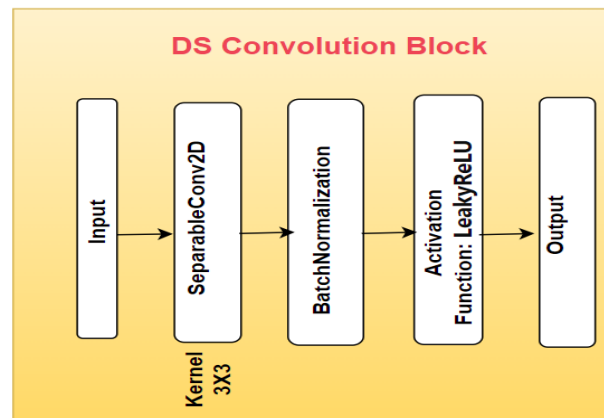 DS Convolution Block
Input
SeparableConv2D
Kernel
3X3
BatchNormalization
Activation
Function: LeakyReLU
Output